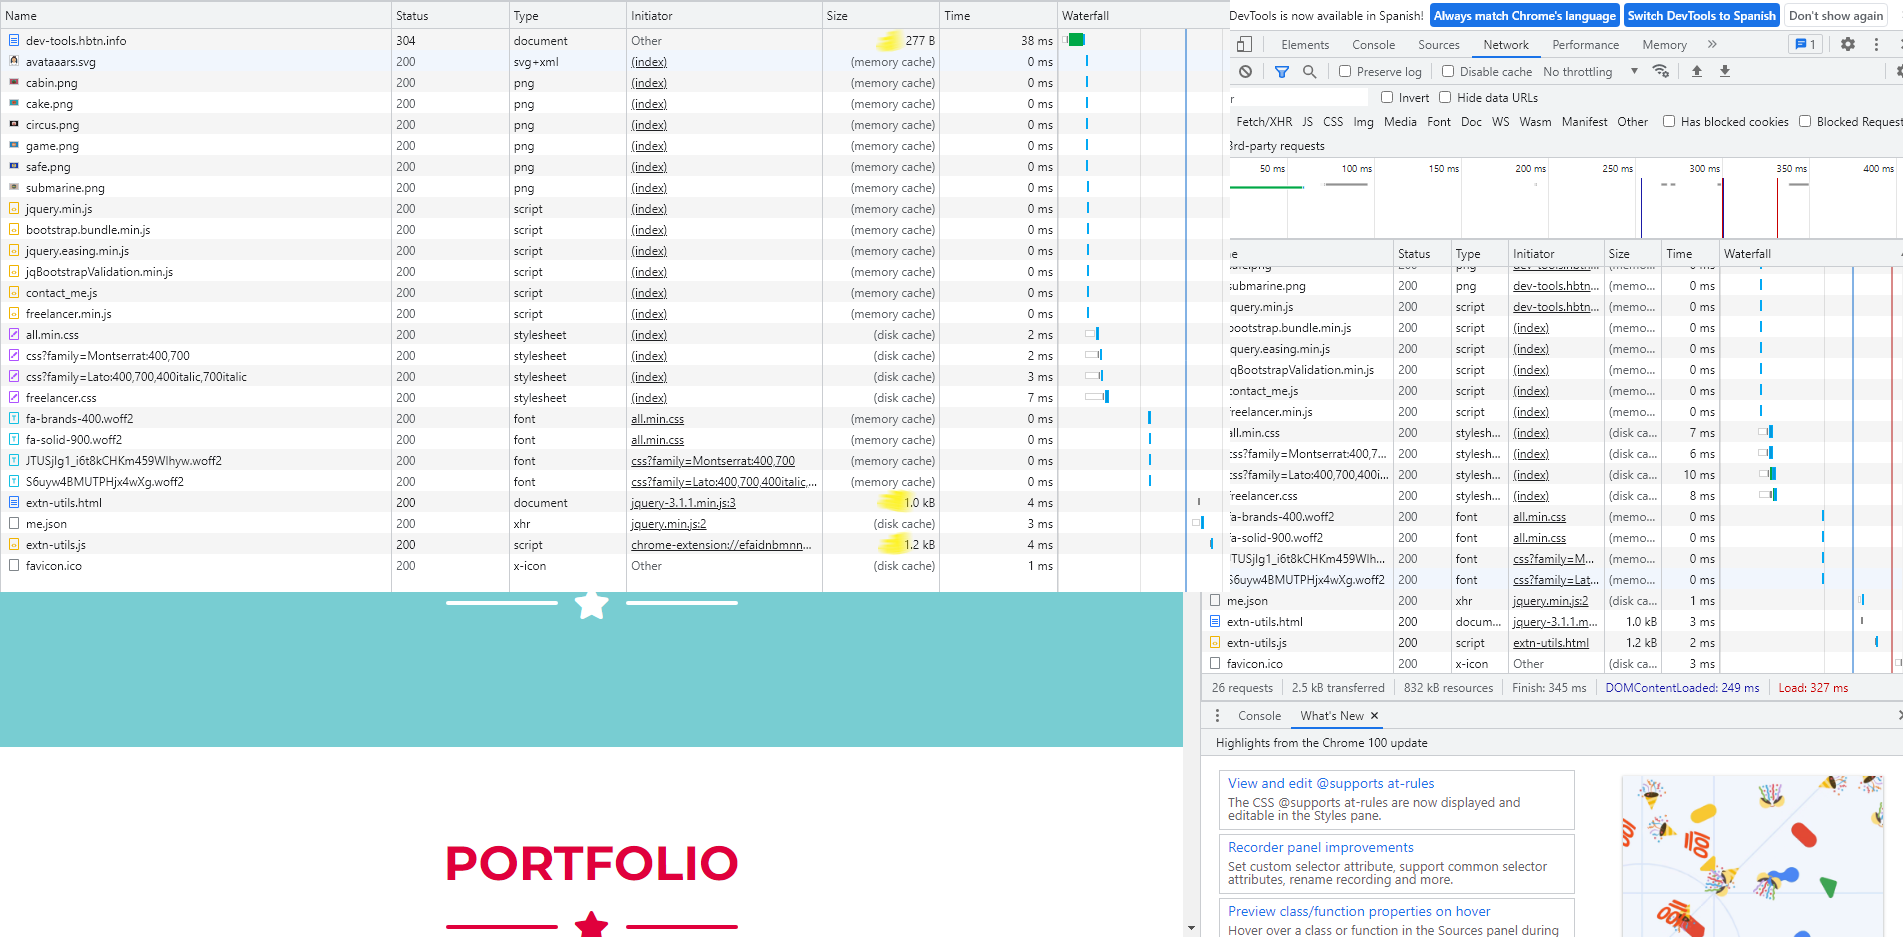 Name Status Type Initiator Size Time Waterfall
dev-tools.hbtn.info 304 document Other 277 B 38 ms
avataaars.svg 200 svg+xml (index) (memory cache) 0 ms
cabin.png 200 png (index) (memory cache) 0 ms
cake.png 200 png (index) (memory cache) 0 ms
circus.png 200 png (index) (memory cache) 0 ms
game.png 200 png (index) (memory cache) 0 ms
safe.png 200 png (index) (memory cache) 0 ms
submarine.png 200 png (index) (memory cache) 0 ms
jquery.min.js 200 script (index) (memory cache) 0 ms
bootstrap.bundle.min.js 200 script (index) (memory cache) 0 ms
jquery.easing.min.js 200 script (index) (memory cache) 0 ms
jqBootstrapValidation.min.js 200 script (index) (memory cache) 0 ms
contact_me.js 200 script (index) (memory cache) 0 ms
freelancer.min.js 200 script (index) (memory cache) 0 ms
all.min.css 200 stylesheet (index) (disk cache) 2 ms
css?family=Montserrat:400,700 200 stylesheet (index) (disk cache) 2 ms
css?family=Lato:400,700,400italic,700italic 200 stylesheet (index) (disk cache) 3 ms
freelancer.css 200 stylesheet (index) (disk cache) 7 ms
fa-brands-400.woff2 200 font all.min.css (memory cache) 0 ms
fa-solid-900.woff2 200 font all.min.css (memory cache) 0 ms
JTUSjIg1_i6t8kCHKm459Wlhyw.woff2 200 font css?family=Montserrat:400,700 (memory cache) 0 ms
S6uyw4BMUTPHjx4wXg.woff2 200 font css?family=Lato:400,700,400italic,... (memory cache) 0 ms
extn-utils.html 200 document jquery-3.1.1.min.js:3 1.0 kB 4 ms
me.json 200 xhr jquery.min.js:2 (disk cache) 3 ms
extn-utils.js 200 script chrome-extension://efaidnbmnn... 1.2 kB 4 ms
favicon.ico 200 x-icon Other (disk cache) 1 ms
PORTFOLIO
DevTools is now available in Spanish! Always match Chrome's language Switch DevTools to Spanish Don't show again
Elements Console Sources Network Performance Memory » 1
Preserve log Disable cache No throttling
r Invert Hide data URLs
Fetch/XHR JS CSS Img Media Font Doc WS Wasm Manifest Other Has blocked cookies Blocked Request
3rd-party requests
50 ms 100 ms 150 ms 200 ms 250 ms 300 ms 350 ms 400 ms
ne Status Type Initiator Size Time Waterfall
safe.png 200 png dev-tools.hbtn... (memo... 0 ms
submarine.png 200 png dev-tools.hbtn... (memo... 0 ms
query.min.js 200 script dev-tools.hbtn... (memo... 0 ms
bootstrap.bundle.min.js 200 script (index) (memo... 0 ms
query.easing.min.js 200 script (index) (memo... 0 ms
qBootstrapValidation.min.js 200 script (index) (memo... 0 ms
contact_me.js 200 script (index) (memo... 0 ms
freelancer.min.js 200 script (index) (memo... 0 ms
all.min.css 200 stylesh... (index) (disk ca... 7 ms
css?family=Montserrat:400,7... 200 stylesh... (index) (disk ca... 6 ms
css?family=Lato:400,700,400i... 200 stylesh... (index) (disk ca... 10 ms
freelancer.css 200 stylesh... (index) (disk ca... 8 ms
fa-brands-400.woff2 200 font all.min.css (memo... 0 ms
fa-solid-900.woff2 200 font all.min.css (memo... 0 ms
JTUSjIg1_i6t8kCHKm459Wlh... 200 font css?family=M... (memo... 0 ms
S6uyw4BMUTPHjx4wXg.woff2 200 font css?family=Lat... (memo... 0 ms
me.json 200 xhr jquery.min.js:2 (disk ca... 1 ms
extn-utils.html 200 docum... jquery-3.1.1.m... 1.0 kB 3 ms
extn-utils.js 200 script extn-utils.html 1.2 kB 2 ms
favicon.ico 200 x-icon Other (disk ca... 3 ms
26 requests 2.5 kB transferred 832 kB resources Finish: 345 ms DOMContentLoaded: 249 ms Load: 327 ms
Console What's New ×
Highlights from the Chrome 100 update
View and edit @supports at-rules
The CSS @supports at-rules are now displayed and
editable in the Styles pane.
Recorder panel improvements
Set custom selector attribute, support common selector
attributes, rename recording and more.
Preview class/function properties on hover
Hover over a class or function in the Sources panel during